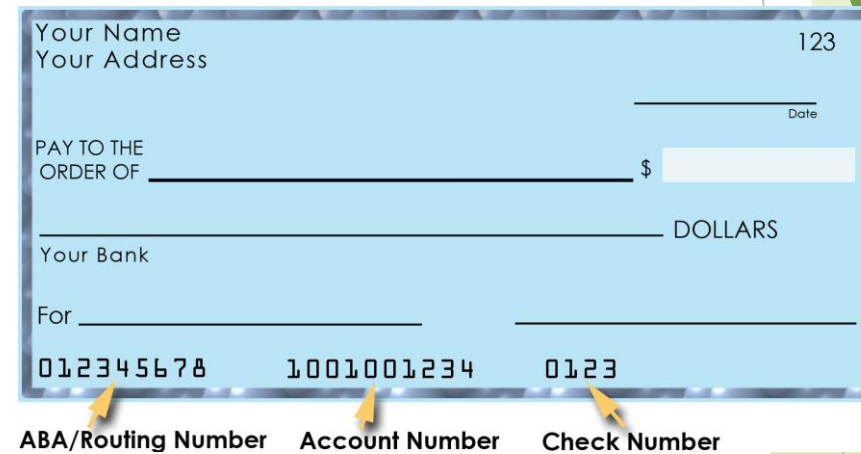 Your Name
Your Address
123
Date
PAY TO THE
ORDER OF
$
DOLLARS
Your Bank
For
012345678 1001001234 0123
ABA/Routing Number Account Number Check Number